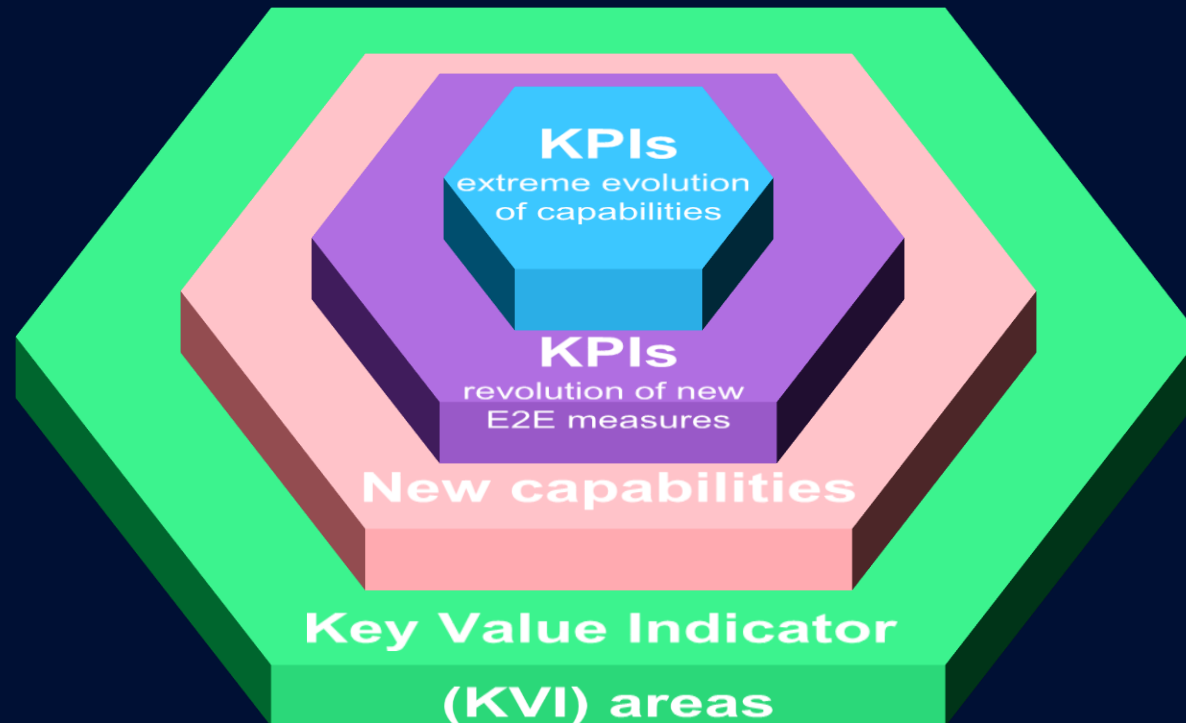 KPIs
extreme evolution
of capabilities
KPIs
revolution of new
E2E measures
New capabilities
Key Value Indicator
(KVI) areas